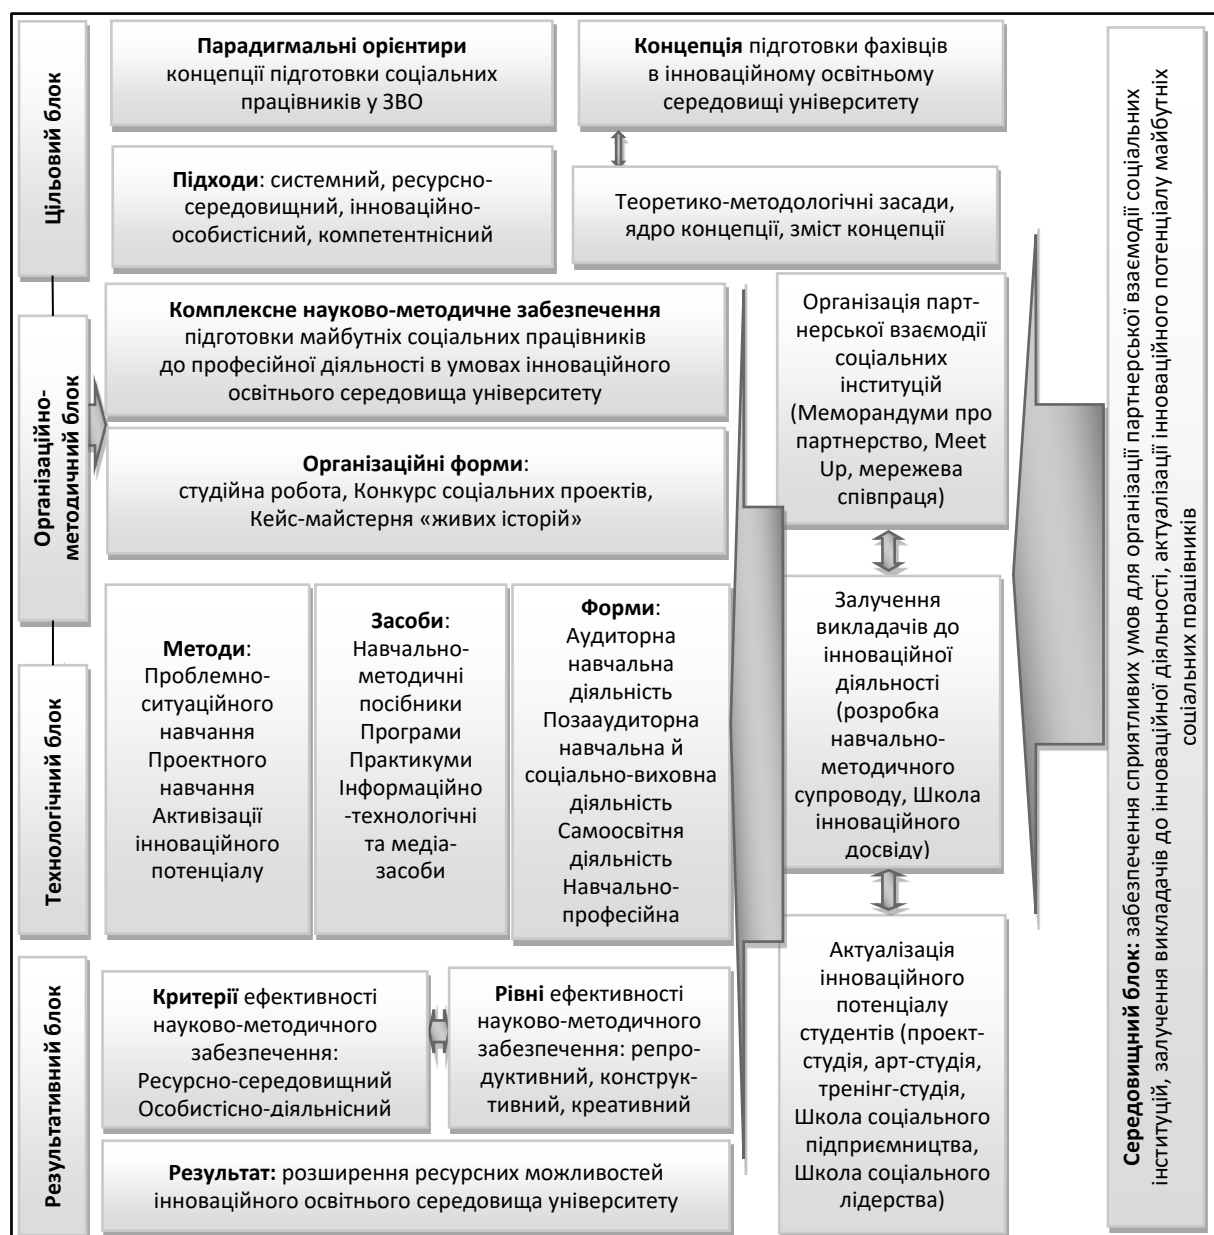 Цільовий блок
Парадигмальні орієнтири
концепції підготовки соціальних
працівників у ЗВО
Концепція підготовки фахівців
в інноваційному освітньому
середовищі університету
Підходи: системний, ресурсно-
середовищний, інноваційно-
особистісний, компетентнісний
Теоретико-методологічні засади,
ядро концепції, зміст концепції
Організаційно-
методичний блок
Комплексне науково-методичне забезпечення
підготовки майбутніх соціальних працівників
до професійної діяльності в умовах інноваційного
освітнього середовища університету
Організаційні форми:
студійна робота, Конкурс соціальних проектів,
Кейс-майстерня «живих історій»
Технологічний блок
Методи:
Проблемно-
ситуаційного
навчання
Проектного
навчання
Активізації
інноваційного
потенціалу
Засоби:
Навчально-
методичні
посібники
Програми
Практикуми
Інформаційно
-технологічні
та медіа-
засоби
Форми:
Аудиторна
навчальна
діяльність
Позааудиторна
навчальна й
соціально-виховна
діяльність
Самоосвітня
діяльність
Навчально-
професійна
Результативний блок
Критерії ефективності
науково-методичного
забезпечення:
Ресурсно-середовищний
Особистісно-діяльнісний
Рівні ефективності
науково-методичного
забезпечення: репро-
дуктивний, конструк-
тивний, креативний
Результат: розширення ресурсних можливостей
інноваційного освітнього середовища університету
Організація парт-
нерської взаємодії
соціальних
інституцій
(Меморандуми про
партнерство, Meet
Up, мережева
співпраця)
Залучення
викладачів до
інноваційної
діяльності
(розробка
навчально-
методичного
супроводу, Школа
інноваційного
досвіду)
Актуалізація
інноваційного
потенціалу
студентів (проект-
студія, арт-студія,
тренінг-студія,
Школа соціального
підприємництва,
Школа соціального
лідерства)
Середовищний блок: забезпечення сприятливих умов для організації партнерської взаємодії соціальних
інституцій, залучення викладачів до інноваційної діяльності, актуалізації інноваційного потенціалу майбутніх
соціальних працівників